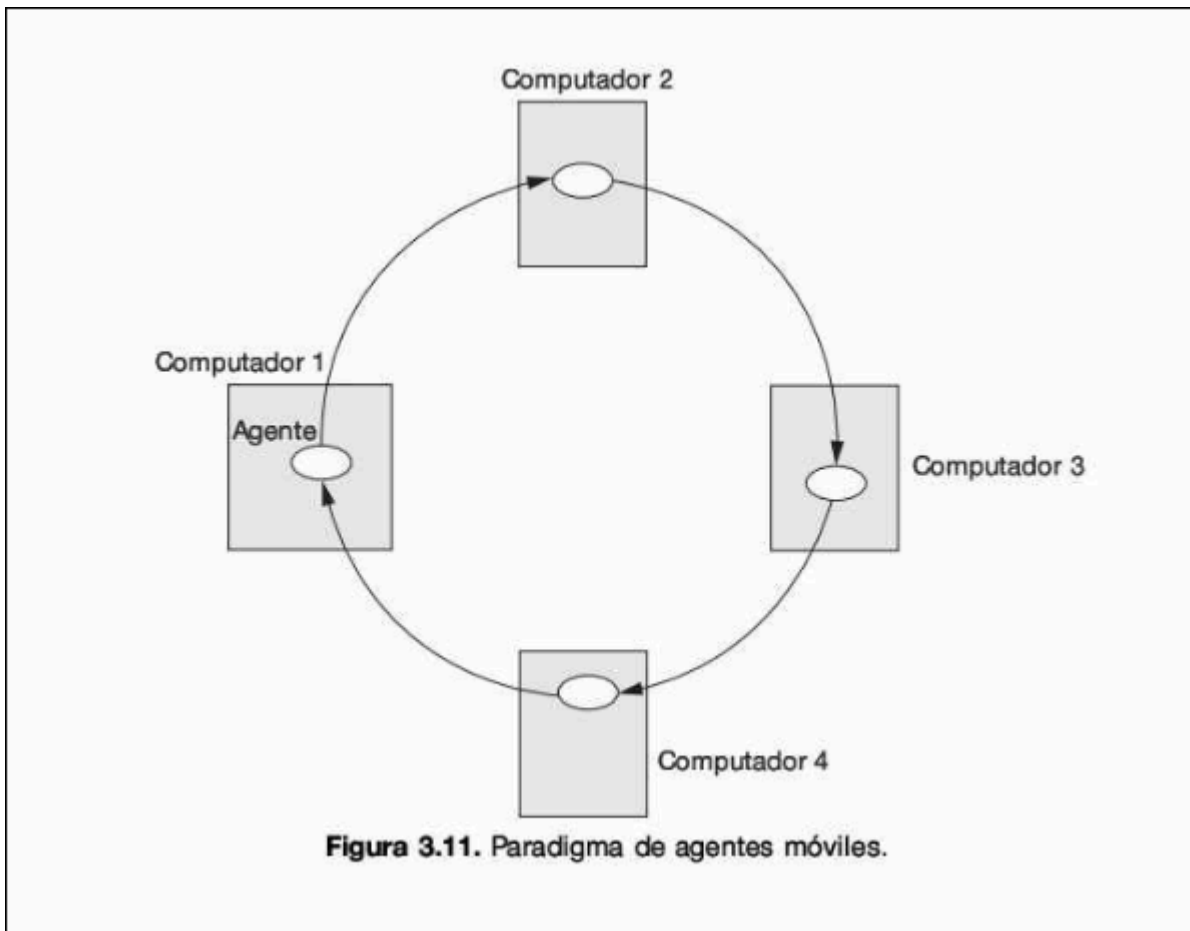 Computador 2
Computador 1
Agente
Computador 3
Computador 4
Figura 3.11. Paradigma de agentes móviles.